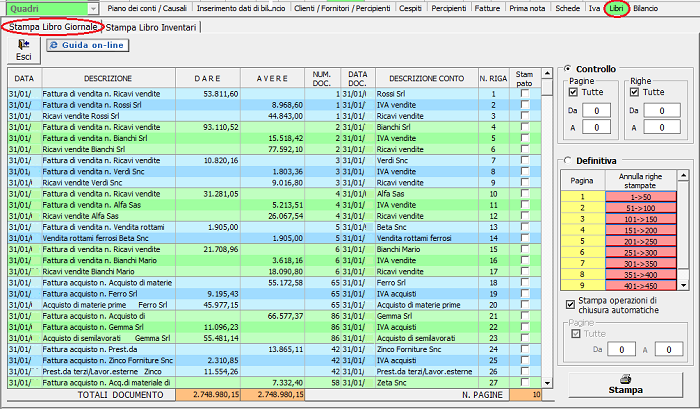 Quadri Piano dei conti / Causali Inserimento dati di bilancio Clienti / Fornitori / Percipienti Cespiti Percipienti Fatture Prima nota Schede Iva Libri Bilancio
Stampa Libro Giornale Stampa Libro Inventari
Esci Guida on-line
DATA DESCRIZIONE D A R E A V E R E NUM. DOC. DATA DOC. DESCRIZIONE CONTO N. RIGA Stam pato
31/01/ Fattura di vendita n. Ricavi vendite 53.811,60 1 31/01/ Rossi Srl 1
31/01/ Fattura di vendita n. Rossi Srl 8.968,60 1 31/01/ IVA vendite 2
31/01/ Ricavi vendite Rossi Srl 44.843,00 1 31/01/ Ricavi vendite 3
31/01/ Fattura di vendita n. Ricavi vendite 93.110,52 2 31/01/ Bianchi Srl 4
31/01/ Fattura di vendita n. Bianchi Srl 15.518,42 2 31/01/ IVA vendite 5
31/01/ Ricavi vendite Bianchi Srl 77.592,10 2 31/01/ Ricavi vendite 6
31/01/ Fattura di vendita n. Ricavi vendite 10.820,16 3 31/01/ Verdi Snc 7
31/01/ Fattura di vendita n. Verdi Snc 1.803,36 3 31/01/ IVA vendite 8
31/01/ Ricavi vendite Verdi Snc 9.016,80 3 31/01/ Ricavi vendite 9
31/01/ Fattura di vendita n. Ricavi vendite 31.281,05 4 31/01/ Alfa Sas 10
31/01/ Fattura di vendita n. Alfa Sas 5.213,51 4 31/01/ IVA vendite 11
31/01/ Ricavi vendite Alfa Sas 26.067,54 4 31/01/ Ricavi vendite 12
31/01/ Fattura di vendita n. Vendita rottami 1.905,00 5 31/01/ Beta Snc 13
31/01/ Vendita rottami ferrosi Beta Snc 1.905,00 5 31/01/ Vendita rottami ferrosi 14
31/01/ Fattura di vendita n. Ricavi vendite 21.708,96 6 31/01/ Bianchi Mario 15
31/01/ Fattura di vendita n. Bianchi Mario 3.618,16 6 31/01/ IVA vendite 16
31/01/ Ricavi vendite Bianchi Mario 18.090,80 6 31/01/ Ricavi vendite 17
31/01/ Fattura acquisto n. Acquisto di materie 55.172,58 65 31/01/ Ferro Srl 18
31/01/ Fattura acquisto n. Ferro Srl 9.195,43 65 31/01/ IVA acquisti 19
31/01/ Acquisto di materie prime Ferro Srl 45.977,15 65 31/01/ Acquisto di materie prime 20
31/01/ Fattura acquisto n. Acquisto di 66.577,37 86 31/01/ Gemma Srl 21
31/01/ Fattura acquisto n. Gemma Srl 11.096,23 86 31/01/ IVA acquisti 22
31/01/ Acquisto di semilavorati Gemma Srl 55.481,14 86 31/01/ Acquisto di semilavorati 23
31/01/ Fattura acquisto n. Prest.da 13.865,11 42 31/01/ Zinco Forniture Snc 24
31/01/ Fattura acquisto n. Zinco Forniture Snc 2.310,85 42 31/01/ IVA acquisti 25
31/01/ Prest.da terzi/Lavor.esterne Zinco 11.554,26 42 31/01/ Prest.da terzi/Lavor.esterne 26
31/01/ Fattura acquisto n. Acq.di materiale di 7.332,40 58 31/01/ Zeta Snc 27
TOTALI DOCUMENTO 2.748.980,15 2.748.980,15 N. PAGINE 10
Controllo
Pagine Righe
Tutte Tutte
Da 0 Da 0
A 0 A 0
Definitiva
Pagina Annulla righe stampate
1 1->50
2 51->100
3 101->150
4 151->200
5 201->250
6 251->300
7 301->350
8 351->400
9 401->450
Stampa operazioni di chiusura automatiche
Pagine
Tutte
Da 0 A 0
Stampa